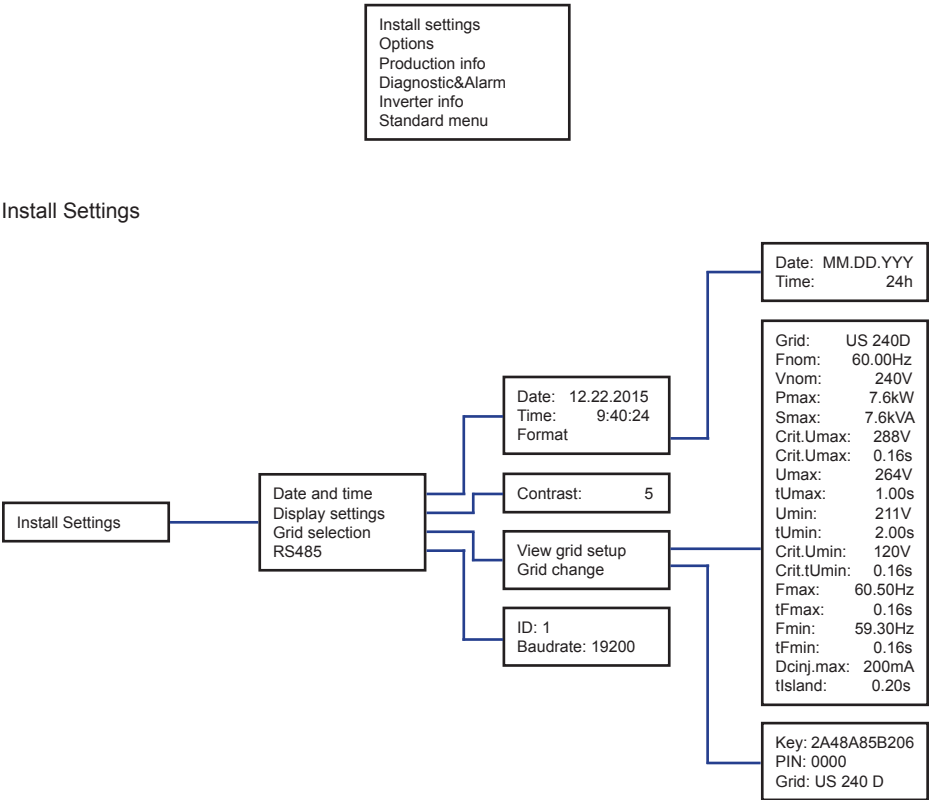 Install settings
Options
Production info
Diagnostic&Alarm
Inverter info
Standard menu
Install Settings
Install Settings
Date and time
Display settings
Grid selection
RS485
Date: 12.22.2015
Time: 9:40:24
Format
Contrast: 5
View grid setup
Grid change
ID: 1
Baudrate: 19200
Date: MM.DD.YYY
Time: 24h
Grid: US 240D
Fnom: 60.00Hz
Vnom: 240V
Pmax: 7.6kW
Smax: 7.6kVA
Crit.Umax: 288V
Crit.Umax: 0.16s
Umax: 264V
tUmax: 1.00s
Umin: 211V
tUmin: 2.00s
Crit.Umin: 120V
Crit.tUmin: 0.16s
Fmax: 60.50Hz
tFmax: 0.16s
Fmin: 59.30Hz
tFmin: 0.16s
Dcinj.max: 200mA
tIsland: 0.20s
Key: 2A48A85B206
PIN: 0000
Grid: US 240 D